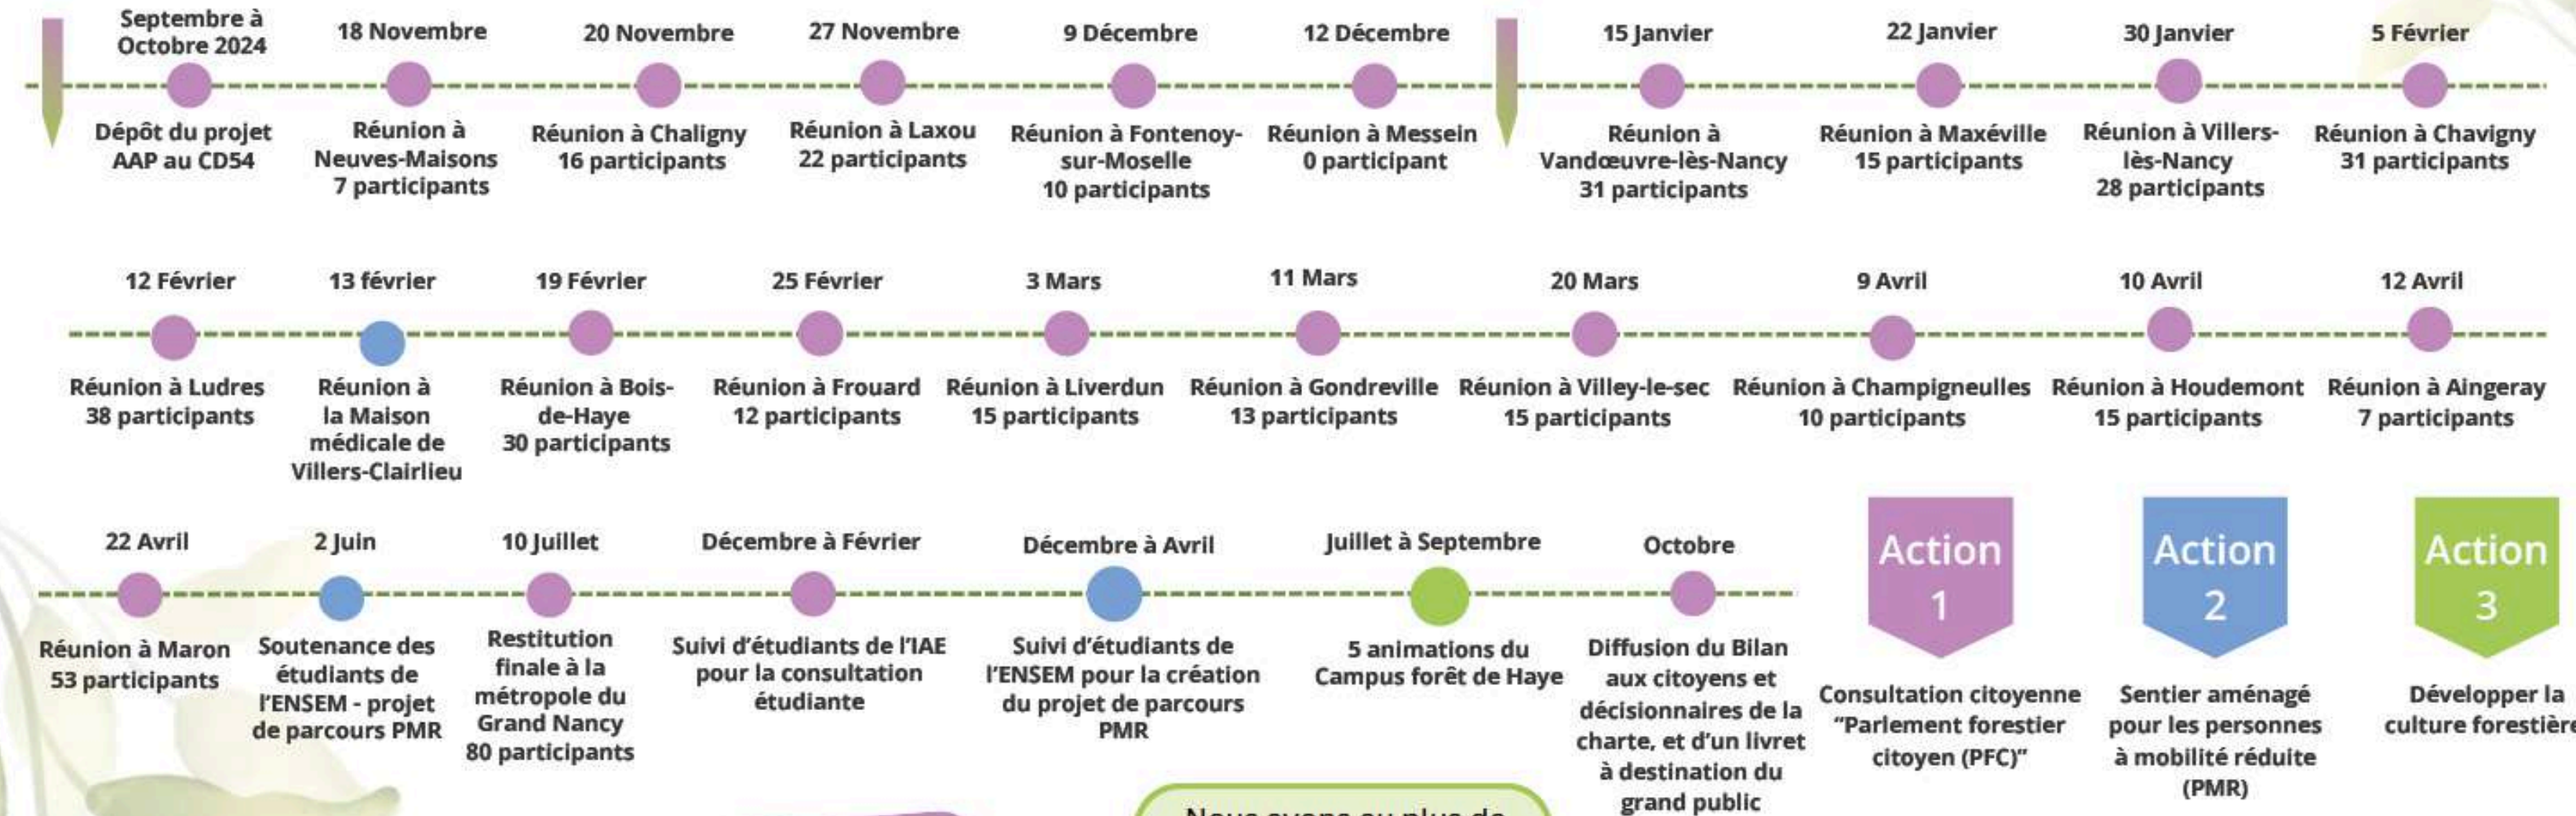 Septembre à
Octobre 2024
Dépôt du projet
AAP au CD54
18 Novembre
Réunion à
Neuves-Maisons
7 participants
20 Novembre
Réunion à Chaligny
16 participants
27 Novembre
Réunion à Laxou
22 participants
9 Décembre
Réunion à Fontenoy-
sur-Moselle
10 participants
12 Décembre
Réunion à Messein
0 participant
15 Janvier
Réunion à
Vandœuvre-lès-Nancy
31 participants
22 Janvier
Réunion à Maxéville
15 participants
30 Janvier
Réunion à Villers-
lès-Nancy
28 participants
5 Février
Réunion à Chavigny
31 participants
12 Février
Réunion à Ludres
38 participants
13 février
Réunion à
la Maison
médicale de
Villers-Clairlieu
19 Février
Réunion à Bois-
de-Haye
30 participants
25 Février
Réunion à Frouard
12 participants
3 Mars
Réunion à Liverdun
15 participants
11 Mars
Réunion à Gondreville
13 participants
20 Mars
Réunion à Villey-le-sec
15 participants
9 Avril
Réunion à Champigneulles
10 participants
10 Avril
Réunion à Houdemont
15 participants
12 Avril
Réunion à Aingeray
7 participants
22 Avril
Réunion à Maron
53 participants
2 Juin
Soutenance des
étudiants de
l'ENSEM - projet
de parcours PMR
10 Juillet
Restitution
finale à la
métropole du
Grand Nancy
80 participants
Décembre à Février
Suivi d'étudiants de l'IAE
pour la consultation
étudiante
Décembre à Avril
Suivi d'étudiants de
l'ENSEM pour la création
du projet de parcours
PMR
Juillet à Septembre
5 animations du
Campus forêt de Haye
Octobre
Diffusion du Bilan
aux citoyens et
décisionnaires de la
charte, et d'un livret
à destination du
grand public
Action
1
Consultation citoyenne
"Parlement forestier
citoyen (PFC)"
Action
2
Sentier aménagé
pour les personnes
à mobilité réduite
(PMR)
Action
3
Développer la
culture forestière
Nous avons eu plus de